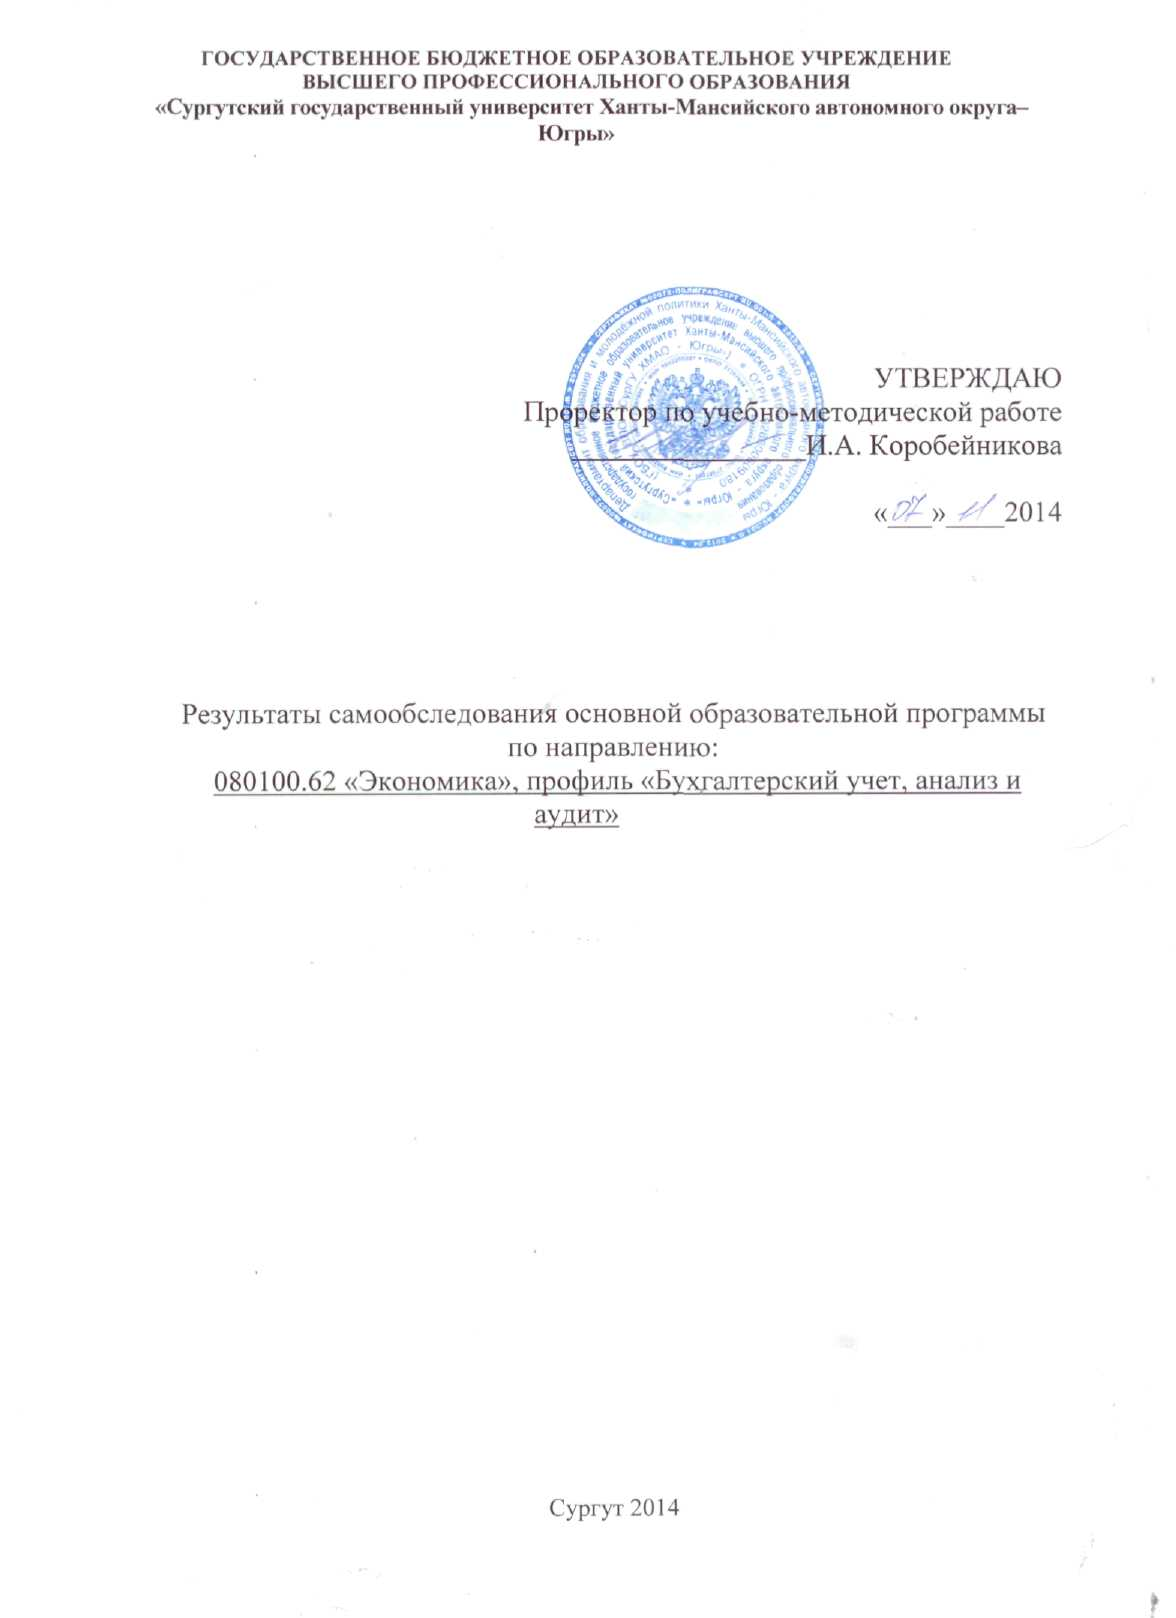 ГОСУДАРСТВЕННОЕ БЮДЖЕТНОЕ ОБРАЗОВАТЕЛЬНОЕ УЧРЕЖДЕНИЕ
ВЫСШЕГО ПРОФЕССИОНАЛЬНОГО ОБРАЗОВАНИЯ
«Сургутский государственный университет Ханты-Мансийского автономного округа–
Югры»
УТВЕРЖДАЮ
Проректор по учебно-методической работе
И.А. Коробейникова
«07» 11 2014
Результаты самообследования основной образовательной программы
по направлению:
080100.62 «Экономика», профиль «Бухгалтерский учет, анализ и
аудит»
Сургут 2014